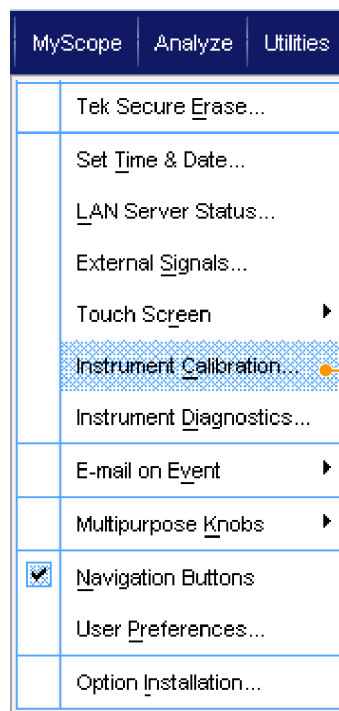 MyScope Analyze Utilities
Tek Secure Erase...
Set Time & Date...
LAN Server Status...
External Signals...
Touch Screen
Instrument Calibration...
Instrument Diagnostics...
E-mail on Event
Multipurpose Knobs
Navigation Buttons
User Preferences...
Option Installation...